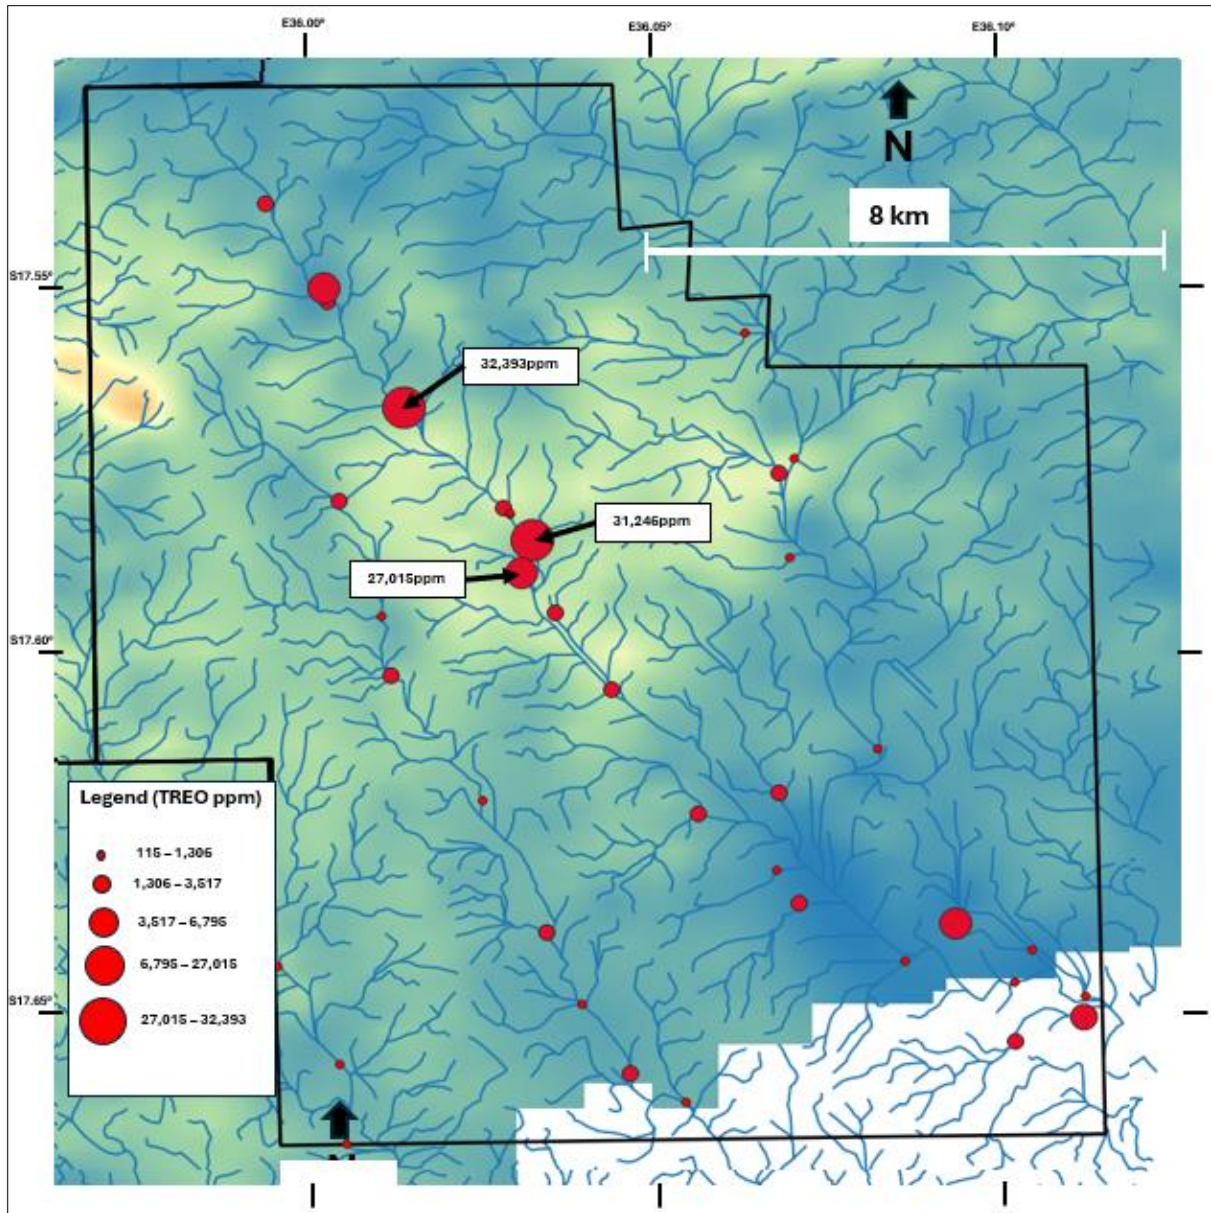 E36.00°
E36.05°
E36.10°
N
8 km
S17.55°
32,393ppm
31,246ppm
27,015ppm
S17.60°
Legend (TREO ppm)
115 – 1,306
1,306 – 3,517
3,517 – 6,795
6,795 – 27,015
27,015 – 32,393
S17.65°